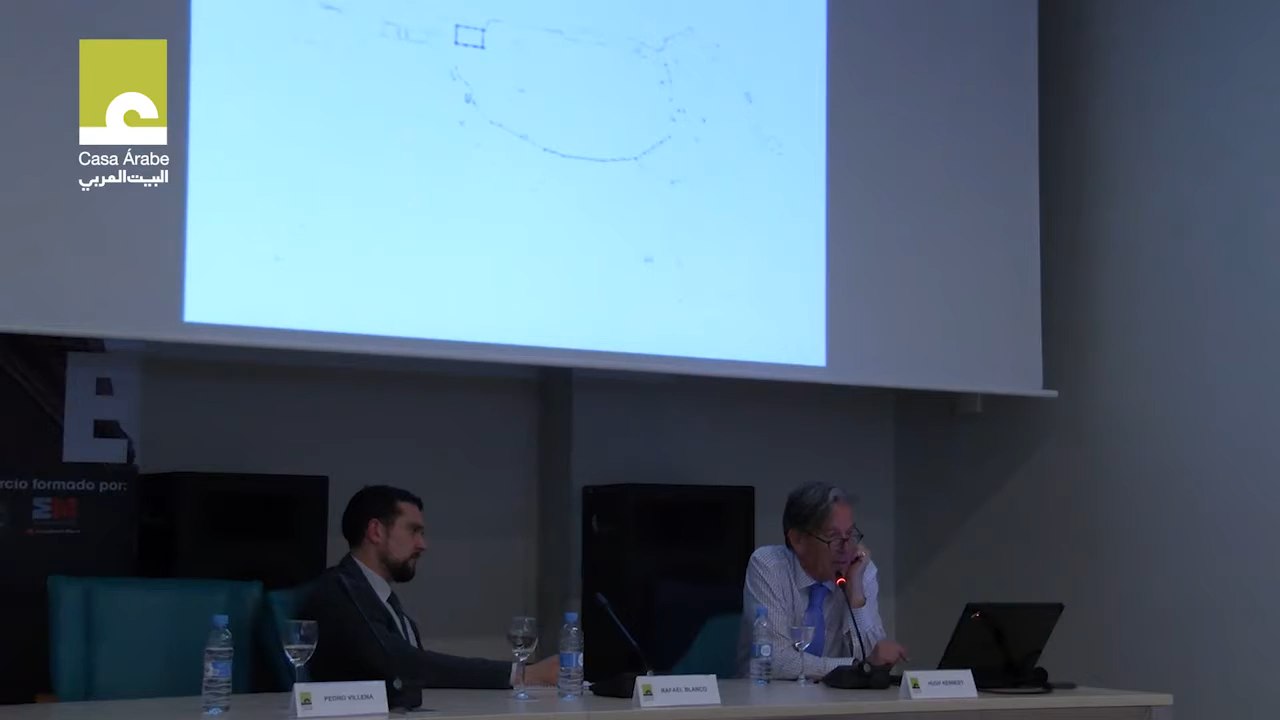 Casa Árabe
البيت العربي
rcio formado por:
PEDRO VILLENA
RAFAEL BLANCO
HUGH KENNEDY